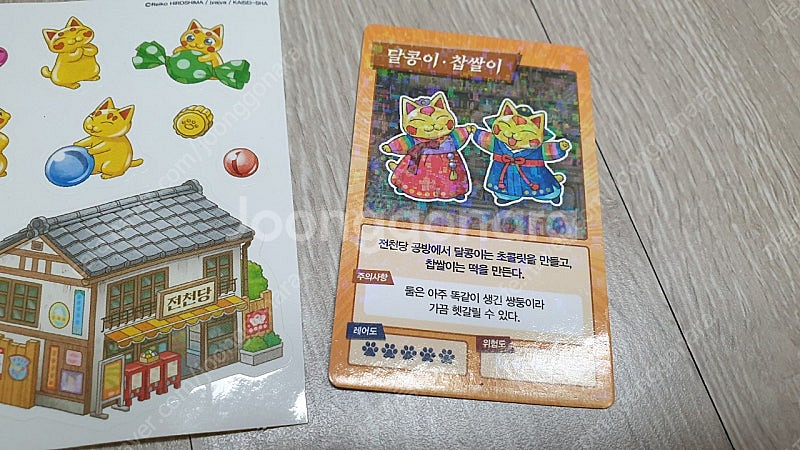 ©Reiko HIROSHIMA / jyajya / KAISEI-SHA
전천당
달콩이·찹쌀이
전천당 공방에서 달콩이는 초콜릿을 만들고,
찹쌀이는 떡을 만든다.
주의사항
둘은 아주 똑같이 생긴 쌍둥이라
가끔 헷갈릴 수 있다.
레어도
위험도
Joonggonara